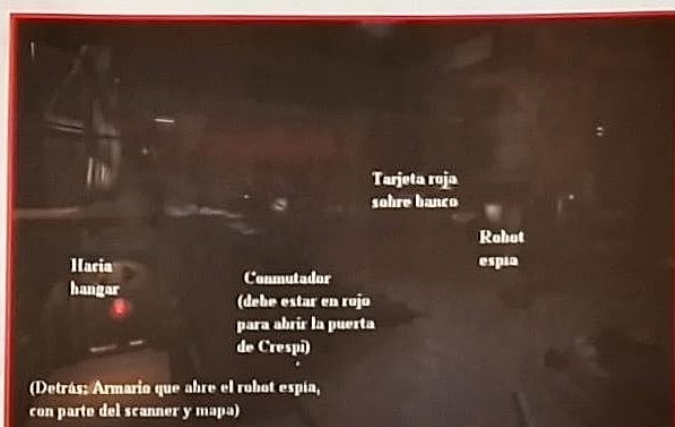 Tarjeta roja
sobre banco
Robot
espia
Hacia
hangar
Conmutador
(debe estar en rojo
para abrir la puerta
de Crespi)
(Detrás: Armario que abre el robot espia,
con parte del scanner y mapa)